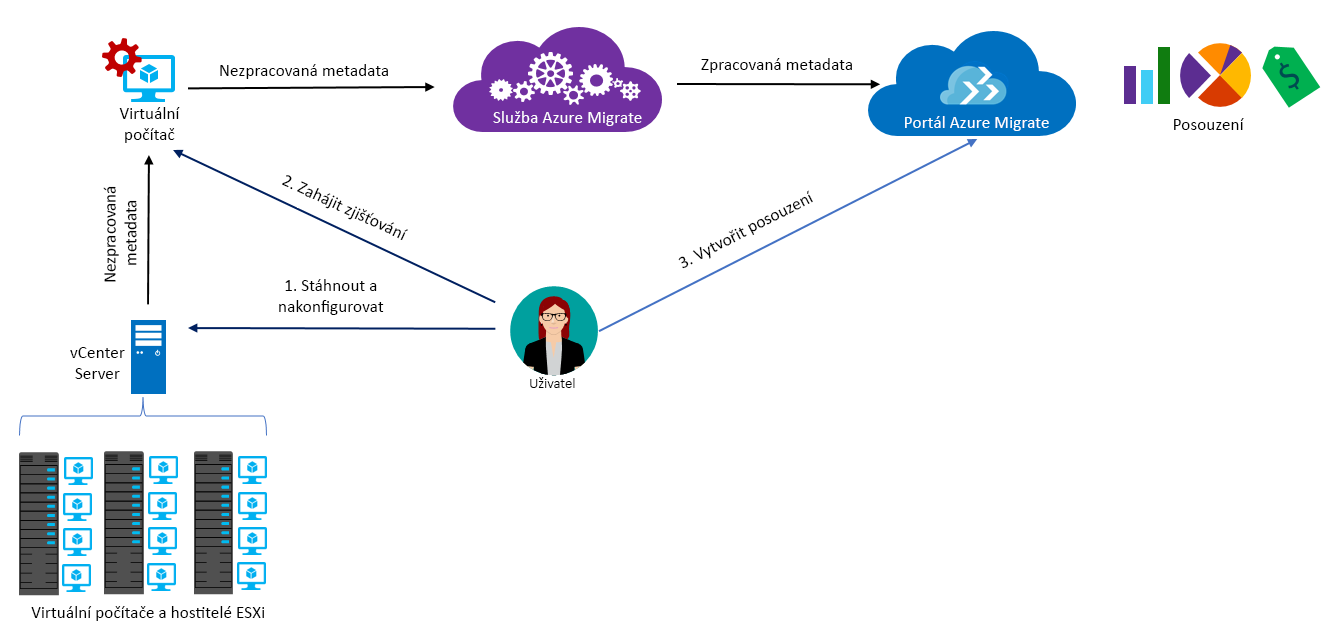 Nezpracovaná metadata
Zpracovaná metadata
Virtuální
počítač
Služba Azure Migrate
Portál Azure Migrate
Posouzení
Nezpracovaná
metadata
2. Zahájit zjišťování
3. Vytvořit posouzení
1. Stáhnout a
nakonfigurovat
vCenter
Server
Uživatel
Virtuální počítače a hostitelé ESXi